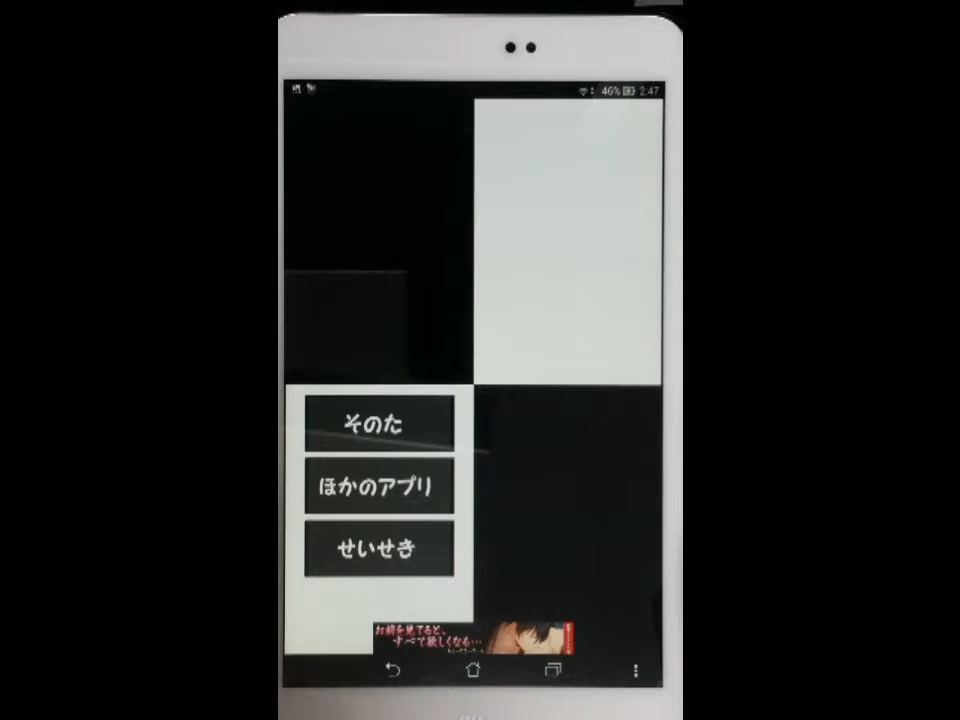 46% 2:47
そのた
ほかのアプリ
せいせき
お前を見てると、
すべて欲しくなる…